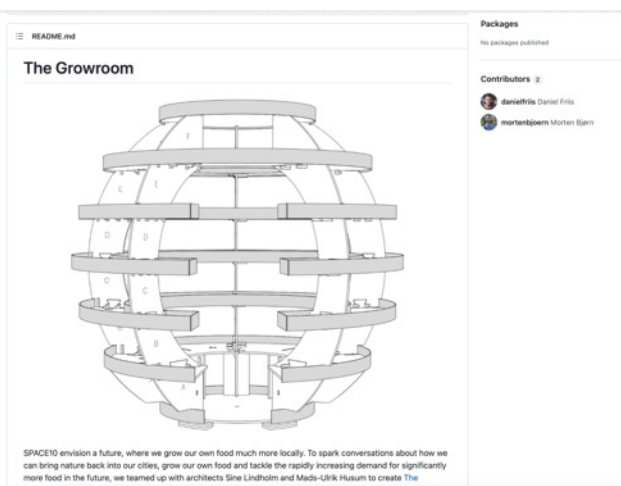 README.md
The Growroom
F
E
E
D
D
C
C
B
A
SPACE10 envision a future, where we grow our own food much more locally. To spark conversations about how we
can bring nature back into our cities, grow our own food and tackle the rapidly increasing demand for significantly
more food in the future, we teamed up with architects Sine Lindholm and Mads-Ulrik Husum to create The
Packages
No packages published
Contributors 2
danielfriis Daniel Friis
mortenbjoern Morten Bjørn